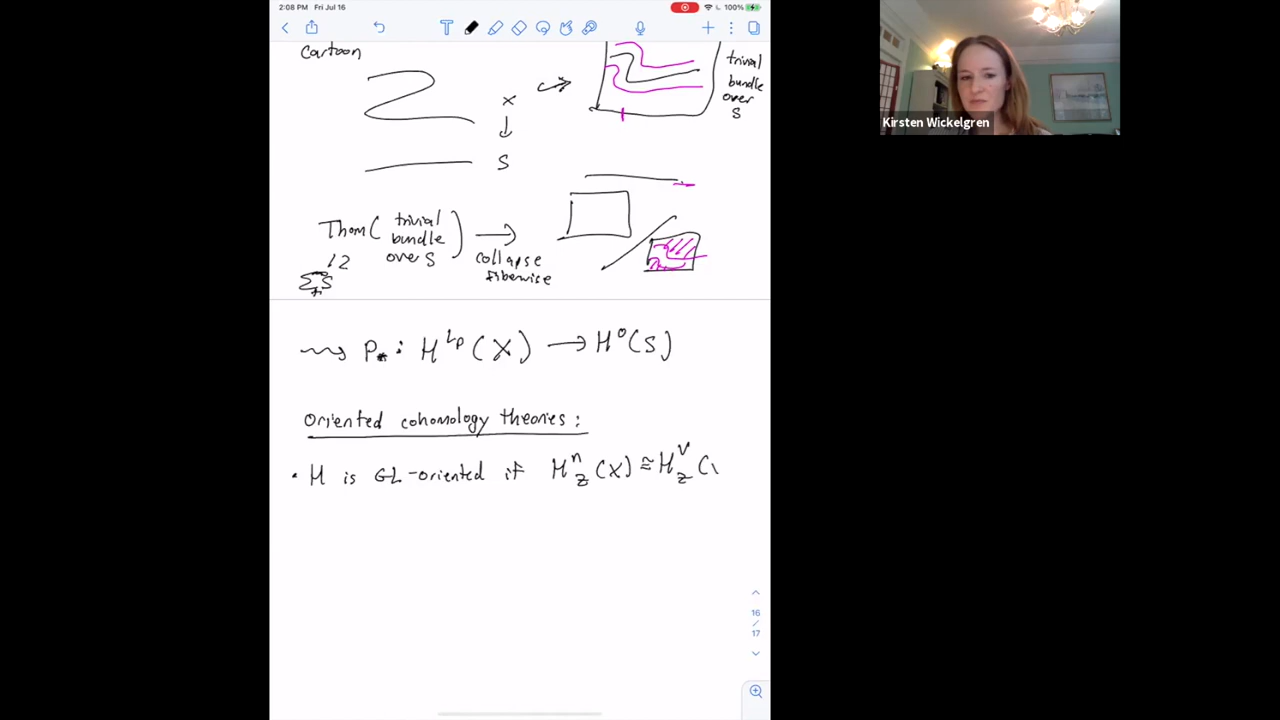 2:08 PM Fri Jul 16
100%
Cartoon
trivial
bundle
over
S
X
↓
S
Thom( trivial bundle over S ) → collapse fiberwise
⇝ P* : H^{Lp}(X) → H^0(S)
Oriented cohomology theories:
• H is GL-oriented if H^n_Z(X) ≅ H^V_Z(
16
/
17
Kirsten Wickelgren